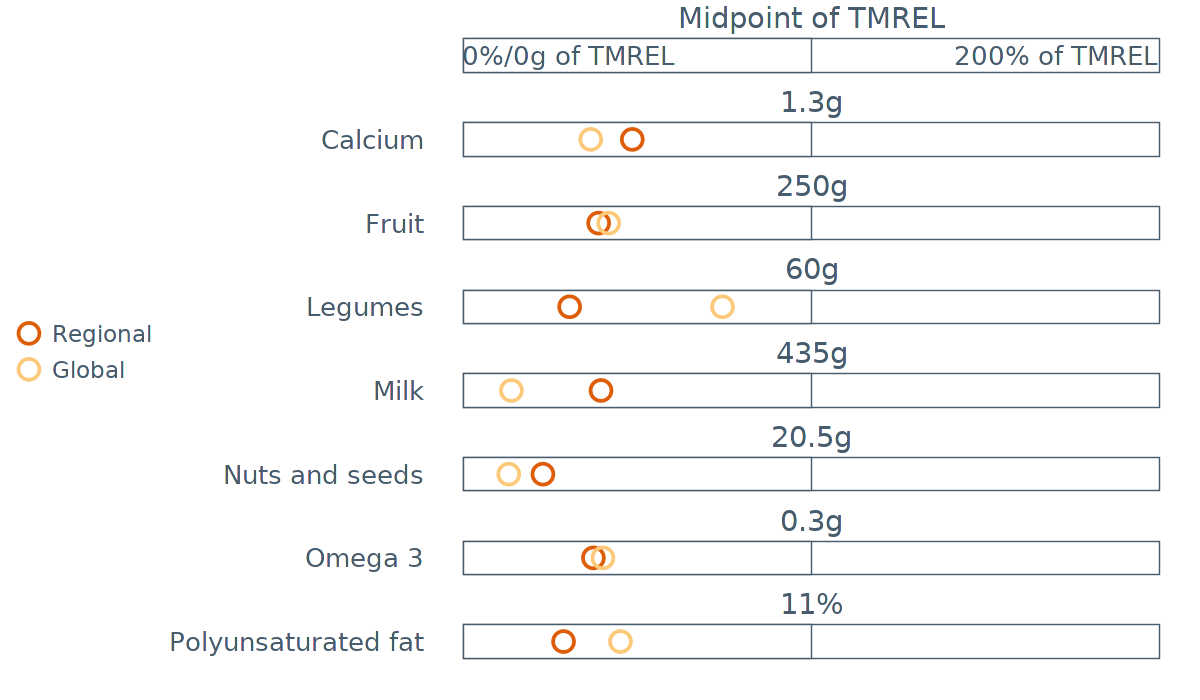 Midpoint of TMREL
0%/0g of TMREL 200% of TMREL
1.3g
Calcium
250g
Fruit
60g
Legumes
Regional
Global
435g
Milk
20.5g
Nuts and seeds
0.3g
Omega 3
11%
Polyunsaturated fat